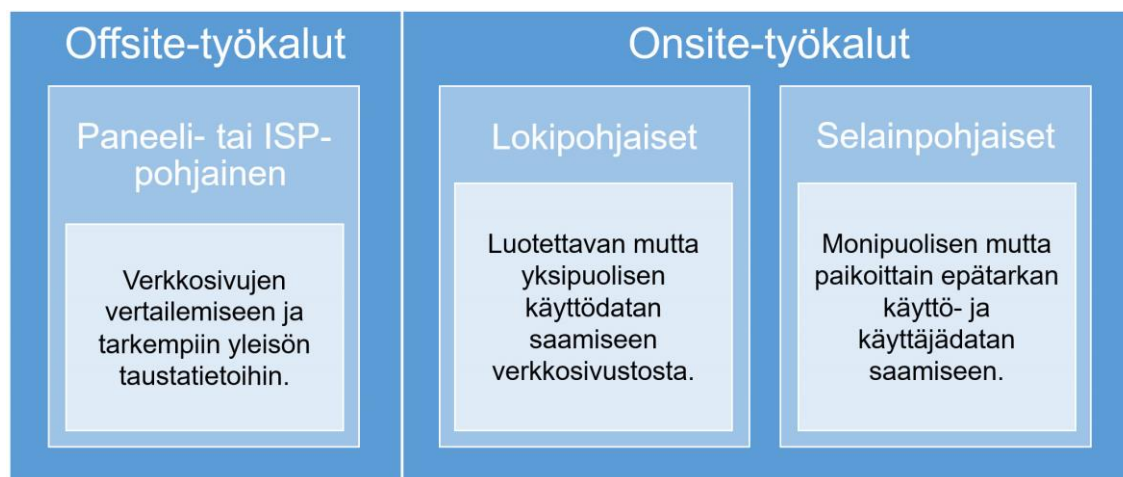 Offsite-työkalut
Paneeli- tai ISP-
pohjainen
Verkkosivujen
vertailemiseen ja
tarkempiin yleisön
taustatietoihin.
Onsite-työkalut
Lokipohjaiset
Luotettavan mutta
yksipuolisen
käyttödatan
saamiseen
verkkosivustosta.
Selainpohjaiset
Monipuolisen mutta
paikoittain epätarkan
käyttö- ja
käyttäjädatan
saamiseen.